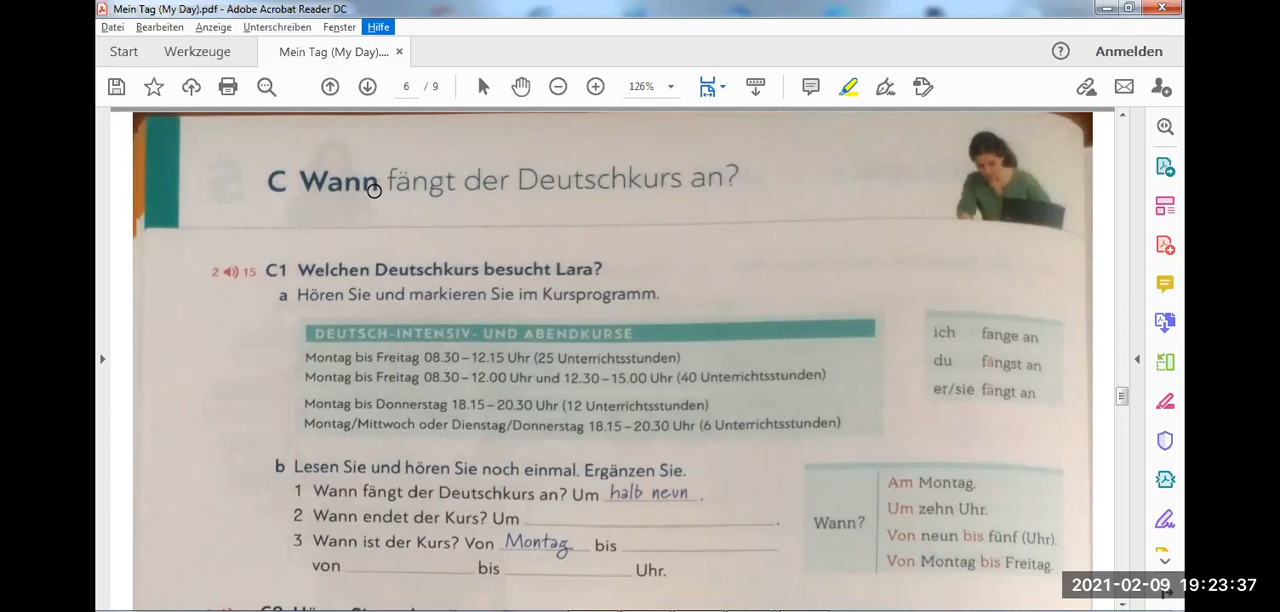 Mein Tag (My Day).pdf - Adobe Acrobat Reader DC
Datei Bearbeiten Anzeige Unterschreiben Fenster Hilfe
Start Werkzeuge Mein Tag (My Day).... × ? Anmelden
6 / 9 126%
C Wann fängt der Deutschkurs an?
2 15 C1 Welchen Deutschkurs besucht Lara?
a Hören Sie und markieren Sie im Kursprogramm.
DEUTSCH-INTENSIV- UND ABENDKURSE
Montag bis Freitag 08.30–12.15 Uhr (25 Unterrichtsstunden)
Montag bis Freitag 08.30–12.00 Uhr und 12.30–15.00 Uhr (40 Unterrichtsstunden)
Montag bis Donnerstag 18.15–20.30 Uhr (12 Unterrichtsstunden)
Montag/Mittwoch oder Dienstag/Donnerstag 18.15–20.30 Uhr (6 Unterrichtsstunden)
ich fange an
du fängst an
er/sie fängt an
b Lesen Sie und hören Sie noch einmal. Ergänzen Sie.
1 Wann fängt der Deutschkurs an? Um halb neun.
2 Wann endet der Kurs? Um ____.
3 Wann ist der Kurs? Von Montag bis ____
von ____ bis ____ Uhr.
Wann?
Am Montag.
Um zehn Uhr.
Von neun bis fünf (Uhr).
Von Montag bis Freitag.
2021-02-09 19:23:37